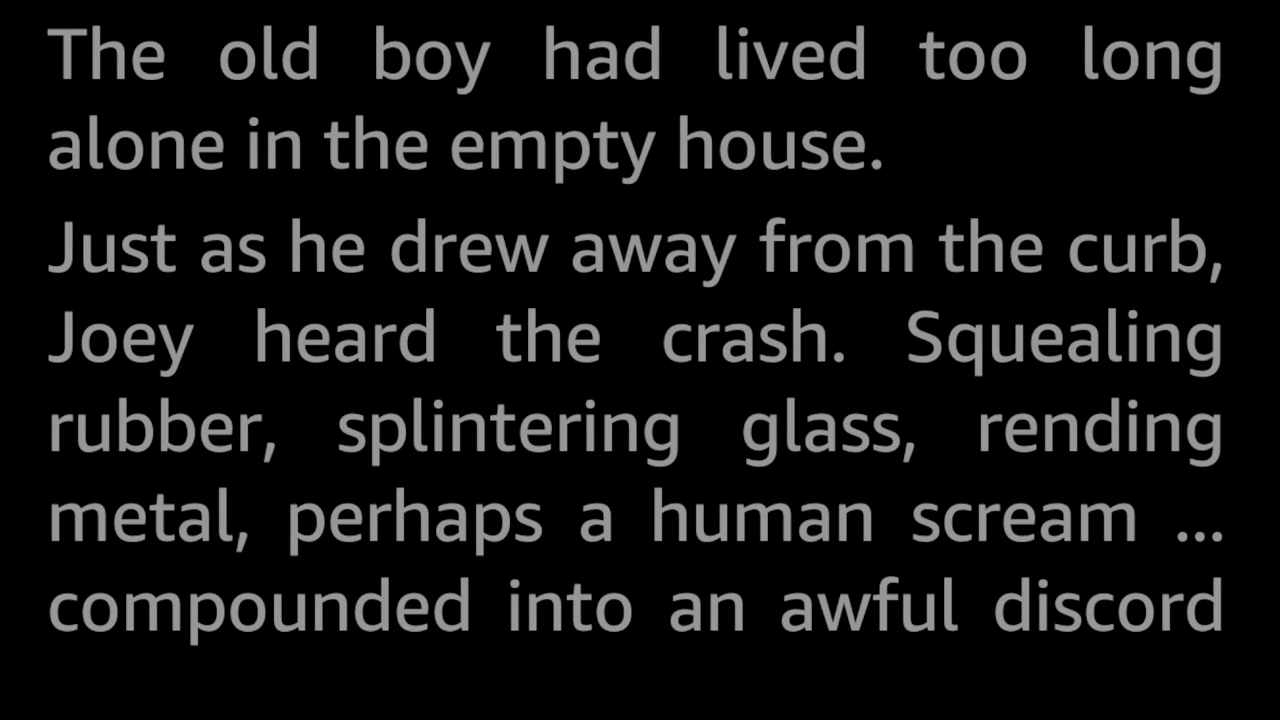 The old boy had lived too long
alone in the empty house.
Just as he drew away from the curb,
Joey heard the crash. Squealing
rubber, splintering glass, rending
metal, perhaps a human scream ...
compounded into an awful discord